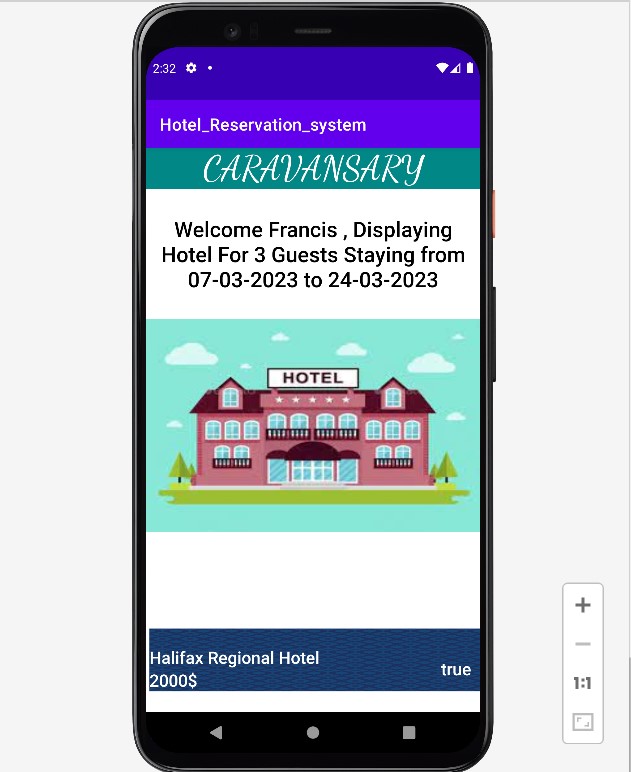 2:32
Hotel_Reservation_system
CARAVANSARY
Welcome Francis , Displaying
Hotel For 3 Guests Staying from
07-03-2023 to 24-03-2023
HOTEL
Halifax Regional Hotel
2000$
true
1:1